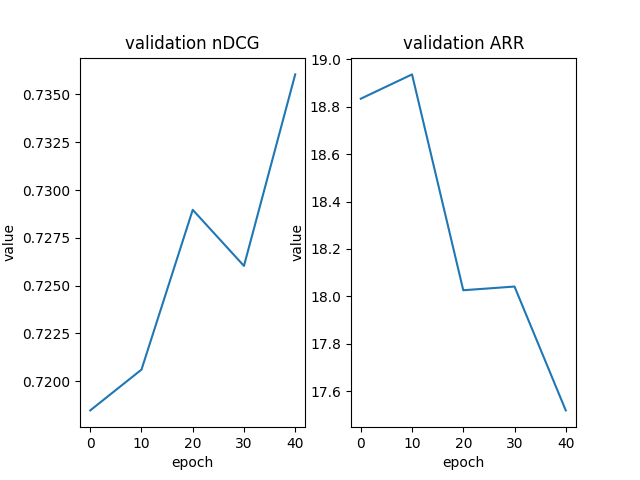 validation nDCG
value
0.7350
0.7325
0.7300
0.7275
0.7250
0.7225
0.7200
0 10 20 30 40
epoch
validation ARR
value
19.0
18.8
18.6
18.4
18.2
18.0
17.8
17.6
0 10 20 30 40
epoch